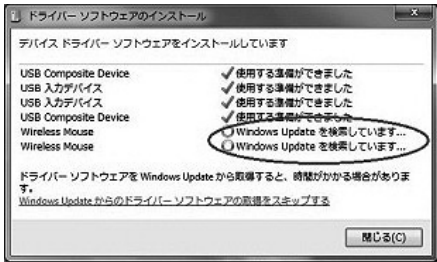 ドライバー ソフトウェアのインストール
デバイス ドライバー ソフトウェアをインストールしています
USB Composite Device 使用する準備ができました
USB 入力デバイス 使用する準備ができました
USB 入力デバイス 使用する準備ができました
USB Composite Device 使用する準備ができました
Wireless Mouse Windows Update を検索しています...
Wireless Mouse Windows Update を検索しています...
ドライバー ソフトウェアを Windows Update から取得すると、時間がかかる場合がありま
す。
Windows Update からのドライバー ソフトウェアの取得をスキップする
閉じる(C)